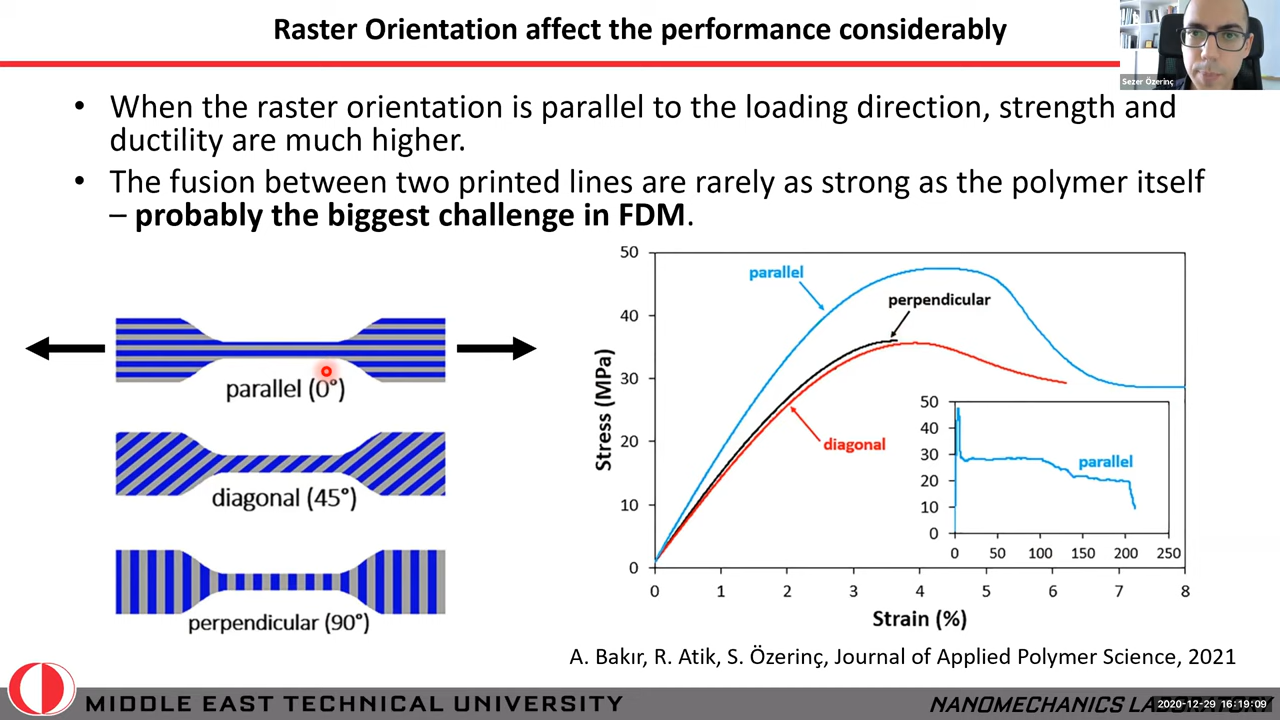 Raster Orientation affect the performance considerably
Sezer Özerinç
• When the raster orientation is parallel to the loading direction, strength and
ductility are much higher.
• The fusion between two printed lines are rarely as strong as the polymer itself
– probably the biggest challenge in FDM.
parallel (0°)
diagonal (45°)
perpendicular (90°)
50
40
30
20
10
0
Stress (MPa)
parallel
perpendicular
diagonal
50
40
30
20
10
0
parallel
0 50 100 150 200 250
0 1 2 3 4 5 6 7 8
Strain (%)
A. Bakır, R. Atik, S. Özerinç, Journal of Applied Polymer Science, 2021
MIDDLE EAST TECHNICAL UNIVERSITY
NANOMECHANICS LABORATORY
2020-12-29 16:19:09